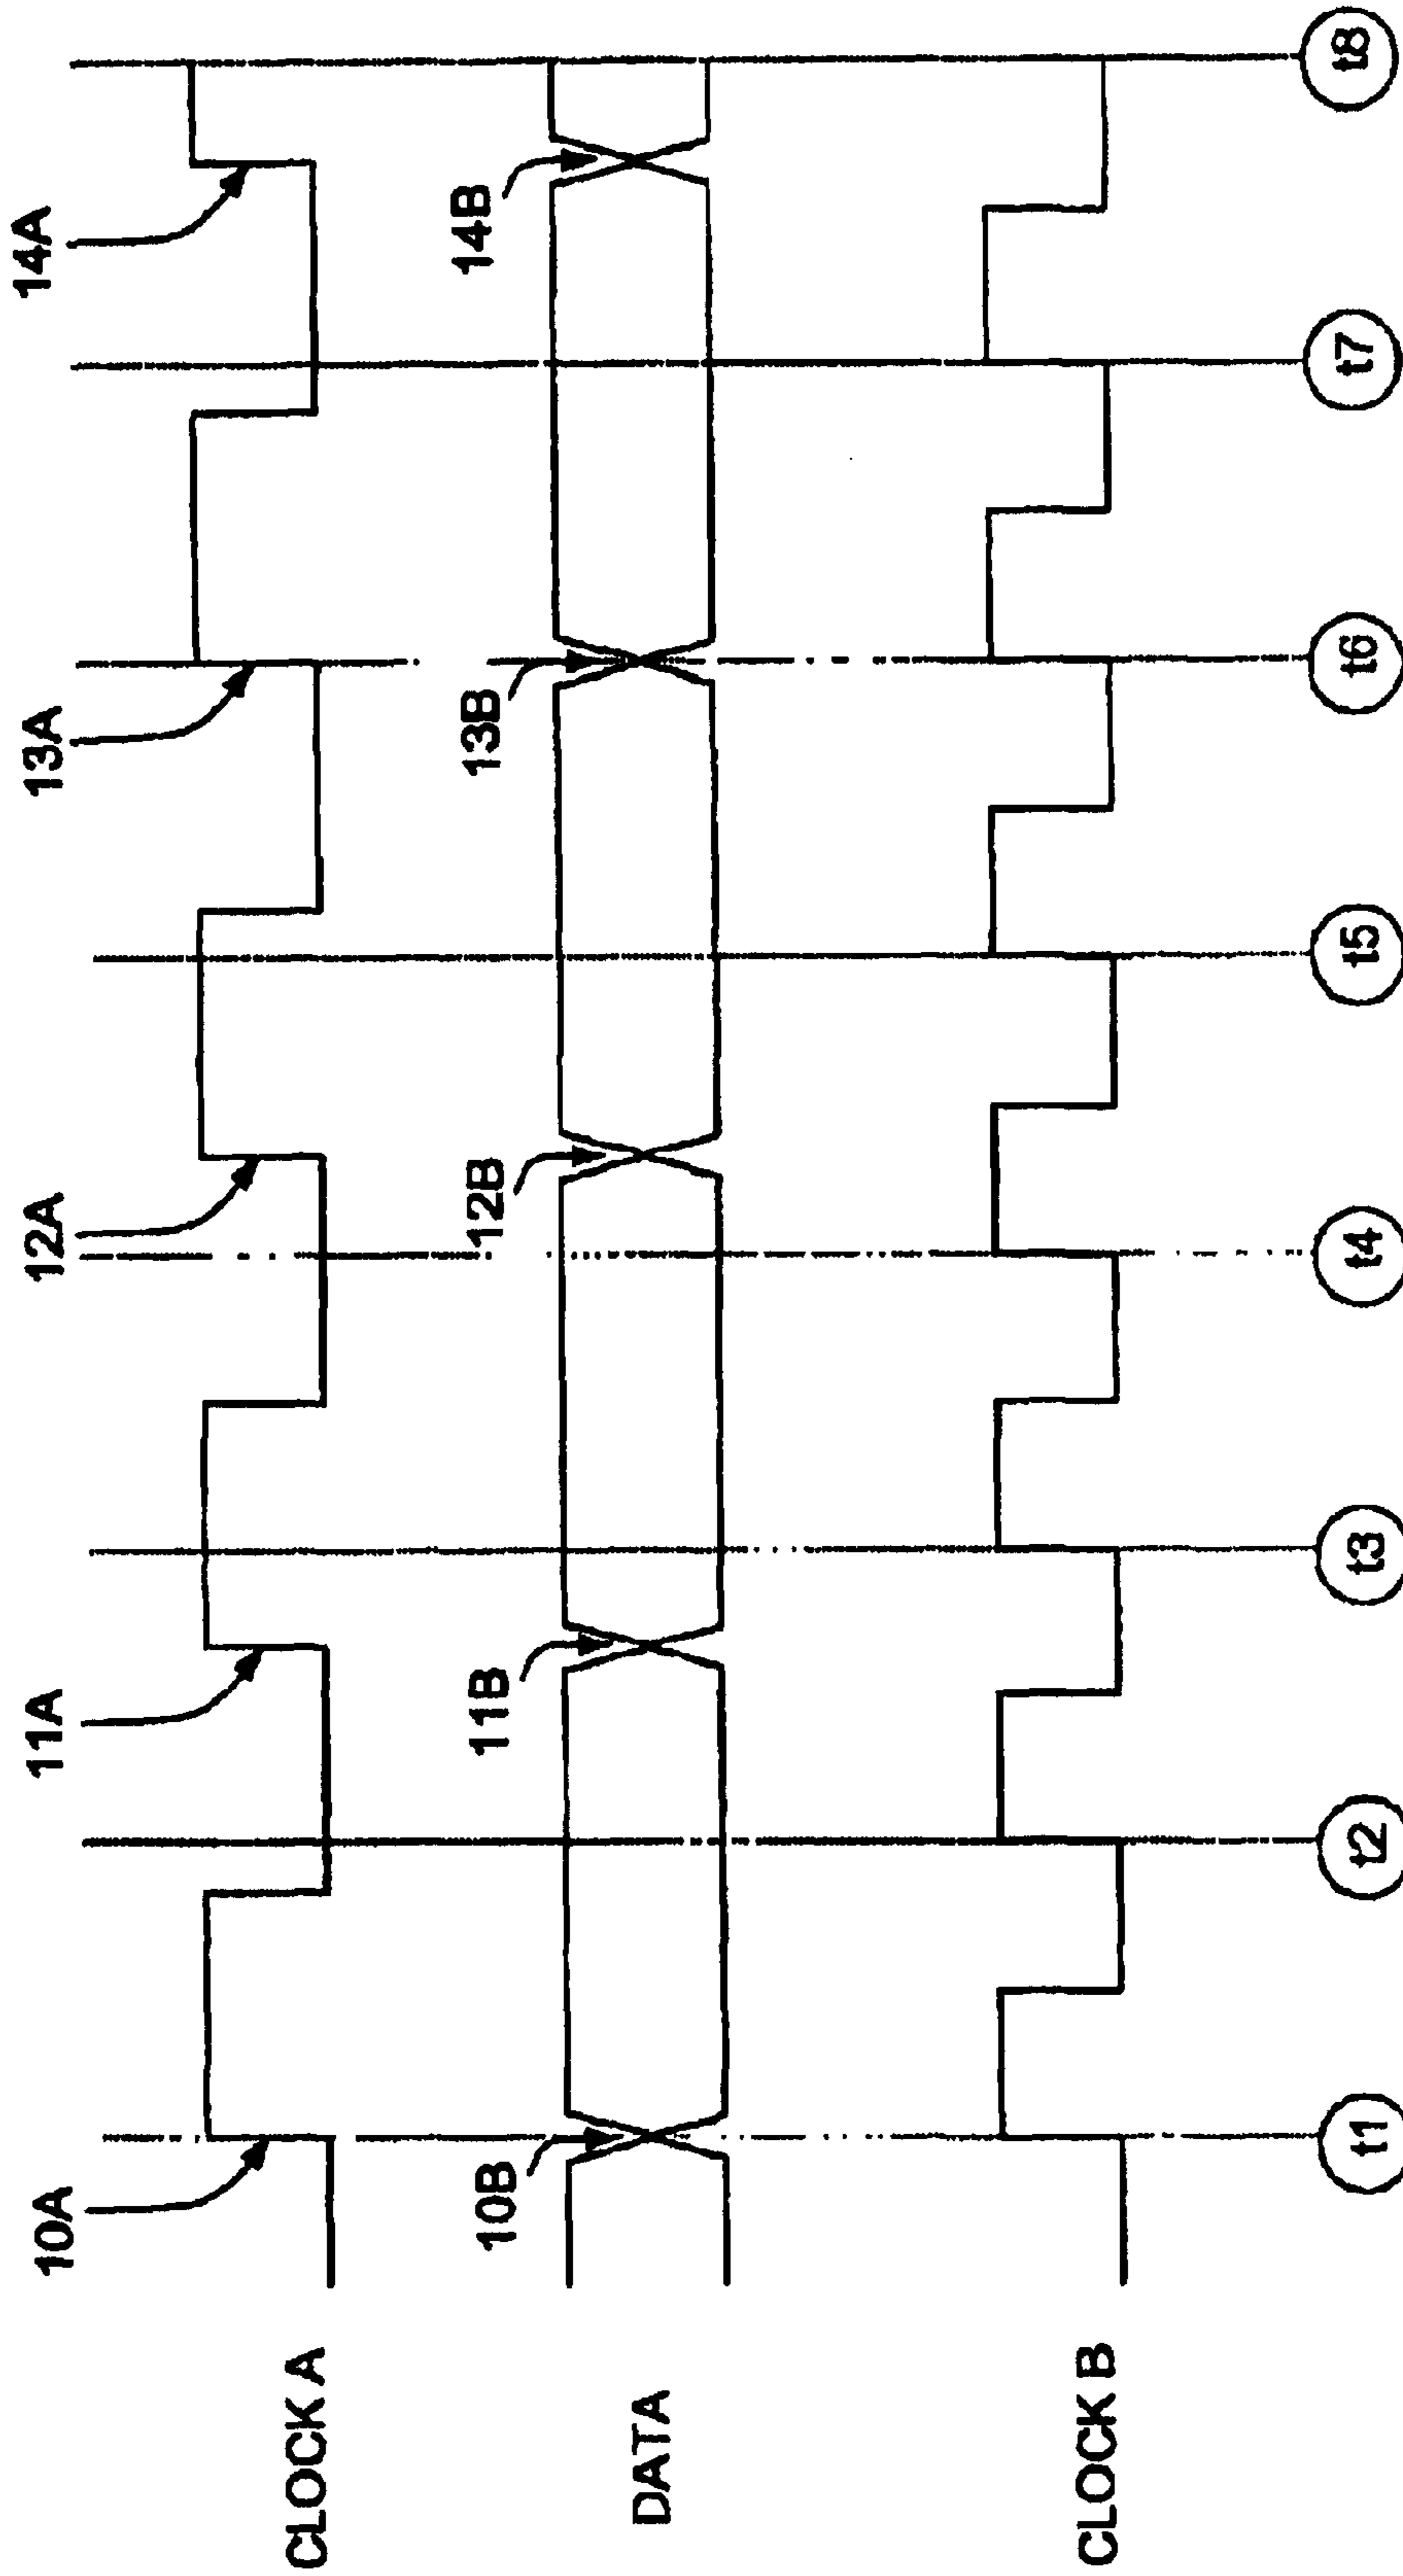 10A 11A 12A 13A 14A
CLOCK A
10B 11B 12B 13B 14B
DATA
CLOCK B
t1 t2 t3 t4 t5 t6 t7 t8